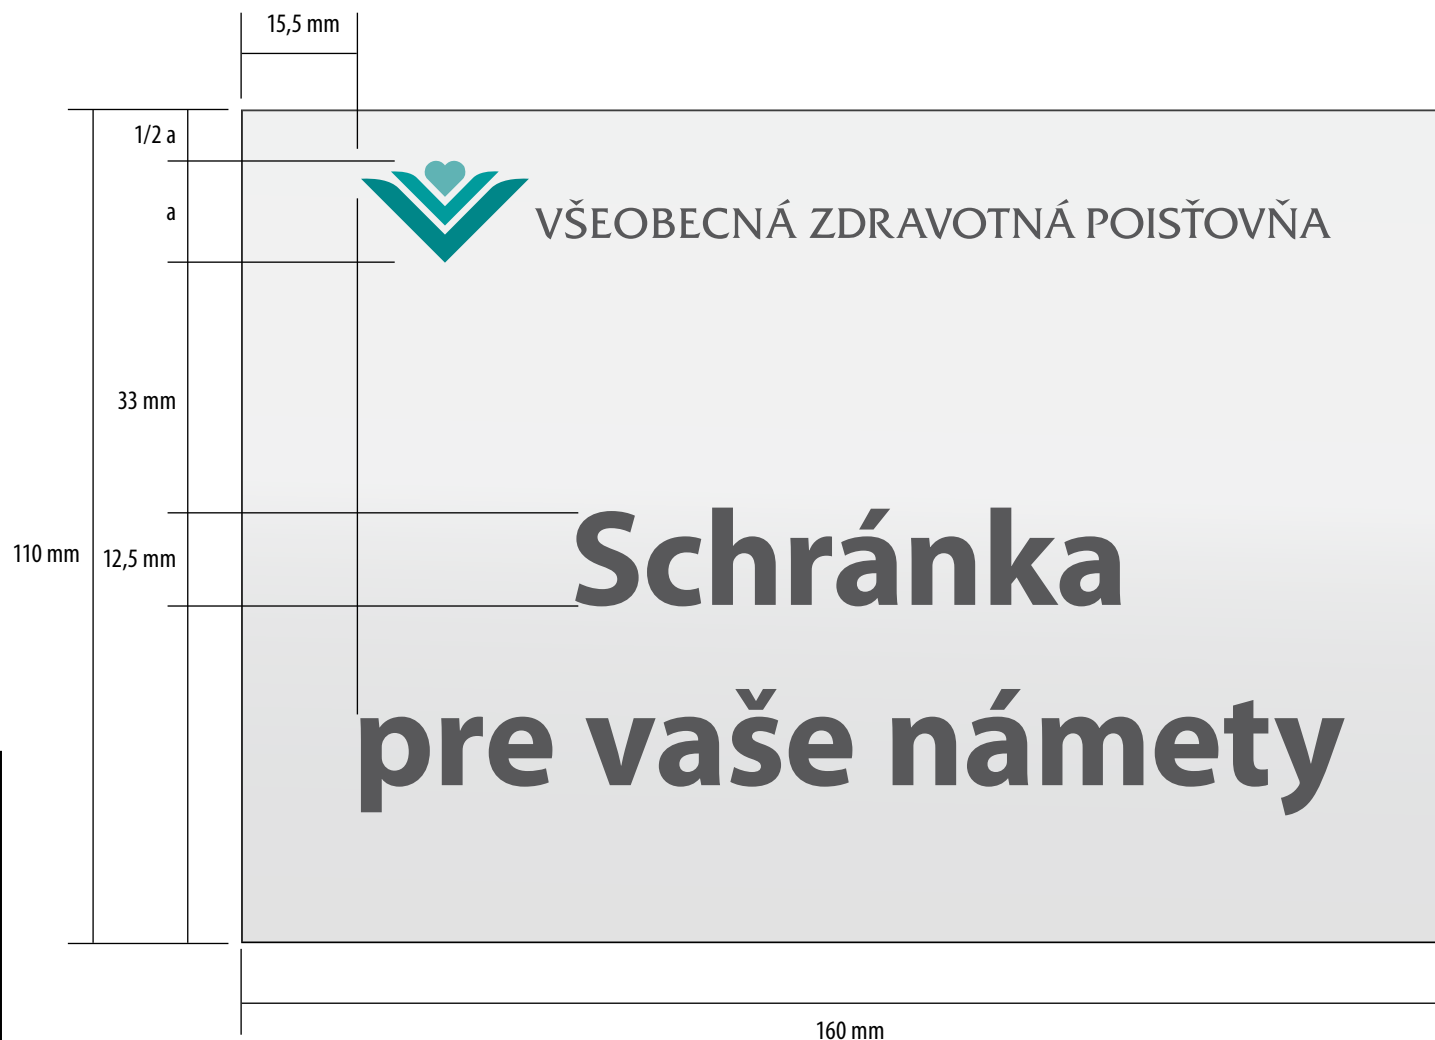 15,5 mm
1/2 a
a
VŠEOBECNÁ ZDRAVOTNÁ POISŤOVŇA
33 mm
110 mm
12,5 mm
Schránka
pre vaše námety
160 mm